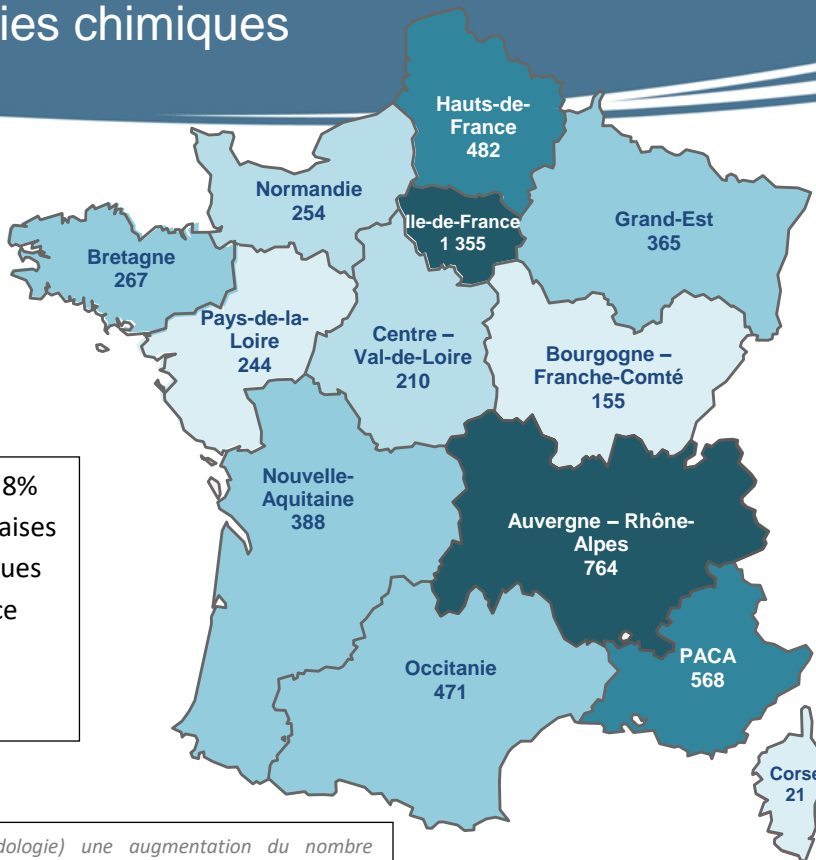 ies chimiques
Hauts-de-
France
482
Normandie
254
Ile-de-France
1 355
Grand-Est
365
Bretagne
267
Pays-de-la-
Loire
244
Centre –
Val-de-Loire
210
Bourgogne –
Franche-Comté
155
8%
aises
ues
ce
Nouvelle-
Aquitaine
388
Auvergne – Rhône-
Alpes
764
Occitanie
471
PACA
568
Corse
21
dologie) une augmentation du nombre